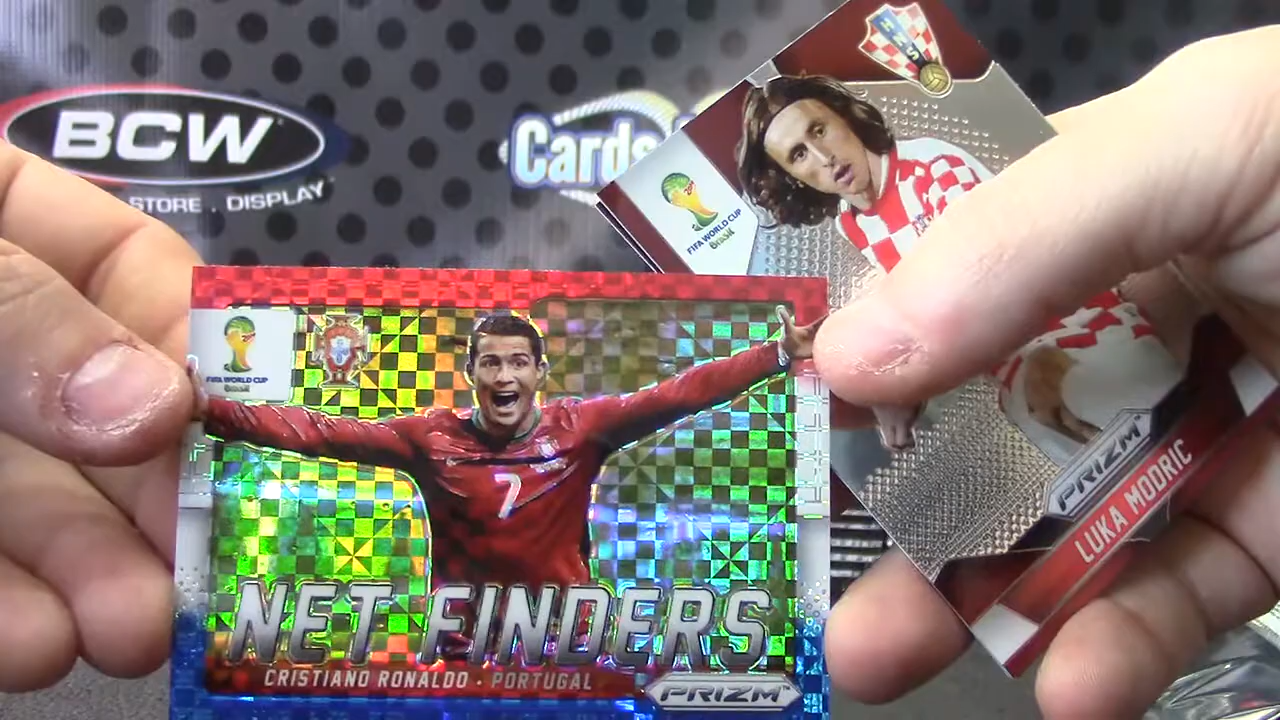 BCW
STORE . DISPLAY
Cards
HNS
FIFA WORLD CUP
Brasil
PRIZM
LUKA MODRIC
FIFA WORLD CUP
Brasil
7
NET FINDERS
CRISTIANO RONALDO · PORTUGAL
PRIZM